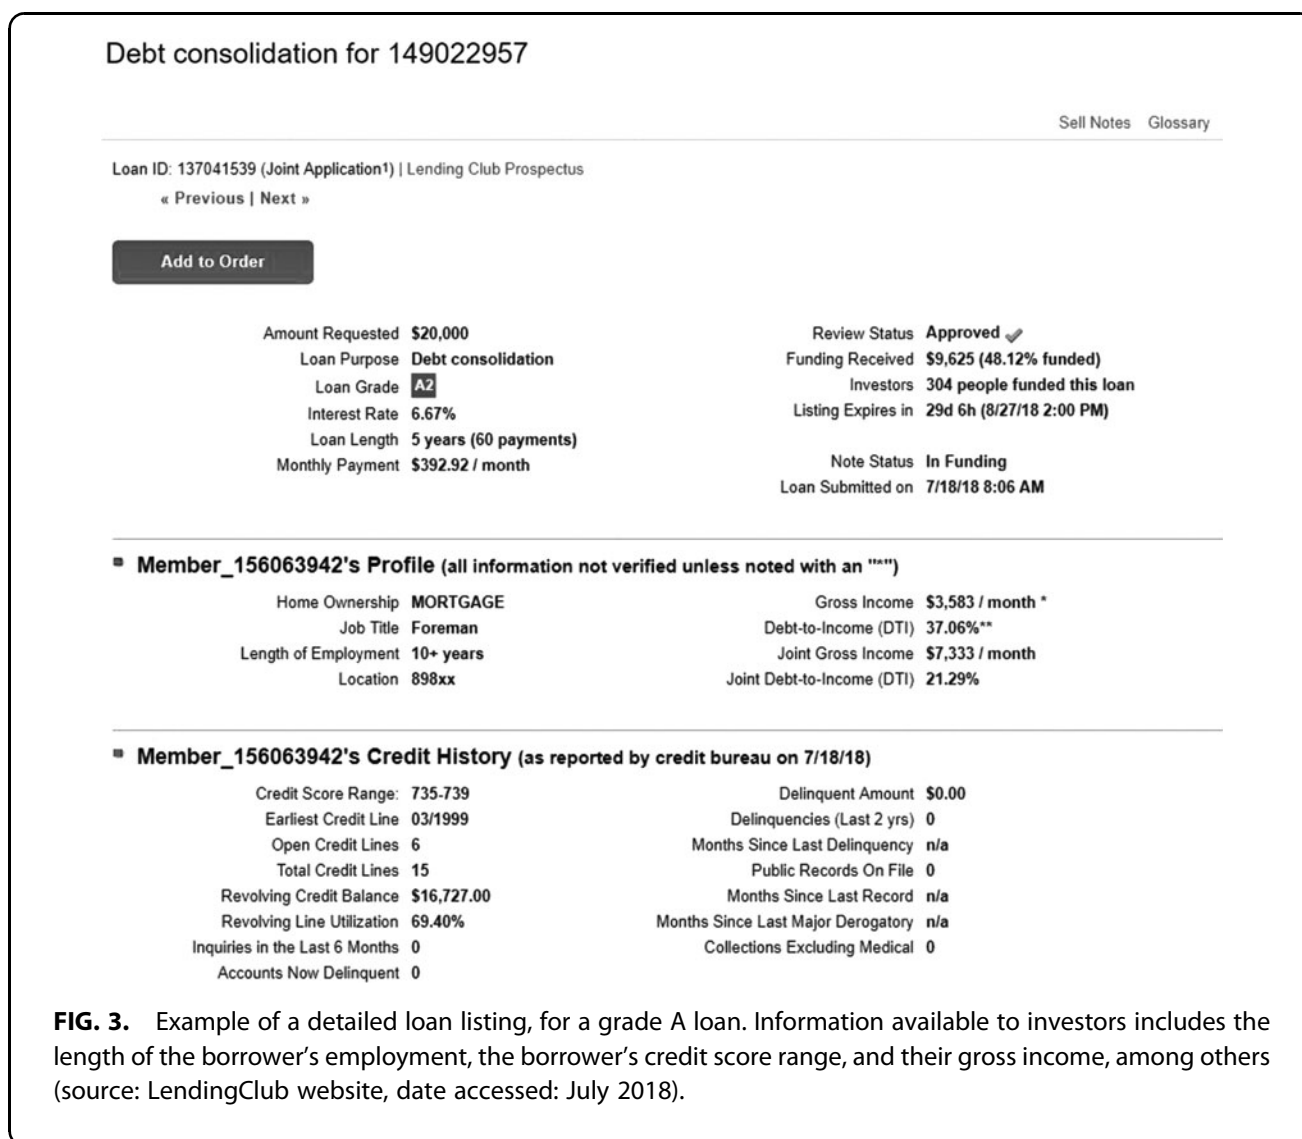 Debt consolidation for 149022957
Sell Notes Glossary
Loan ID: 137041539 (Joint Application1) | Lending Club Prospectus
« Previous | Next »
Add to Order
Amount Requested $20,000
Loan Purpose Debt consolidation
Loan Grade A2
Interest Rate 6.67%
Loan Length 5 years (60 payments)
Monthly Payment $392.92 / month
Review Status Approved
Funding Received $9,625 (48.12% funded)
Investors 304 people funded this loan
Listing Expires in 29d 6h (8/27/18 2:00 PM)
Note Status In Funding
Loan Submitted on 7/18/18 8:06 AM
Member_156063942's Profile (all information not verified unless noted with an "*")
Home Ownership MORTGAGE
Job Title Foreman
Length of Employment 10+ years
Location 898xx
Gross Income $3,583 / month *
Debt-to-Income (DTI) 37.06%**
Joint Gross Income $7,333 / month
Joint Debt-to-Income (DTI) 21.29%
Member_156063942's Credit History (as reported by credit bureau on 7/18/18)
Credit Score Range: 735-739
Earliest Credit Line 03/1999
Open Credit Lines 6
Total Credit Lines 15
Revolving Credit Balance $16,727.00
Revolving Line Utilization 69.40%
Inquiries in the Last 6 Months 0
Accounts Now Delinquent 0
Delinquent Amount $0.00
Delinquencies (Last 2 yrs) 0
Months Since Last Delinquency n/a
Public Records On File 0
Months Since Last Record n/a
Months Since Last Major Derogatory n/a
Collections Excluding Medical 0
FIG. 3. Example of a detailed loan listing, for a grade A loan. Information available to investors includes the
length of the borrower's employment, the borrower's credit score range, and their gross income, among others
(source: LendingClub website, date accessed: July 2018).